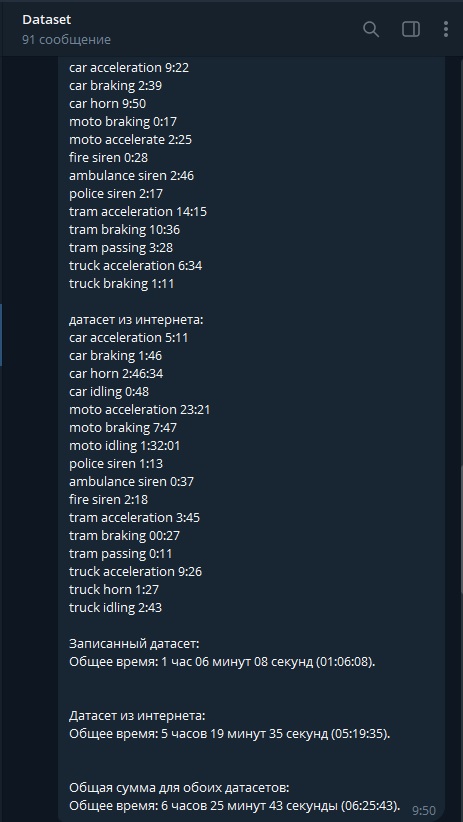 Dataset
91 сообщение
car acceleration 9:22
car braking 2:39
car horn 9:50
moto braking 0:17
moto accelerate 2:25
fire siren 0:28
ambulance siren 2:46
police siren 2:17
tram acceleration 14:15
tram braking 10:36
tram passing 3:28
truck acceleration 6:34
truck braking 1:11
датасет из интернета:
car acceleration 5:11
car braking 1:46
car horn 2:46:34
car idling 0:48
moto acceleration 23:21
moto braking 7:47
moto idling 1:32:01
police siren 1:13
ambulance siren 0:37
fire siren 2:18
tram acceleration 3:45
tram braking 00:27
tram passing 0:11
truck acceleration 9:26
truck horn 1:27
truck idling 2:43
Записанный датасет:
Общее время: 1 час 06 минут 08 секунд (01:06:08).
Датасет из интернета:
Общее время: 5 часов 19 минут 35 секунд (05:19:35).
Общая сумма для обоих датасетов:
Общее время: 6 часов 25 минут 43 секунды (06:25:43).
9:50